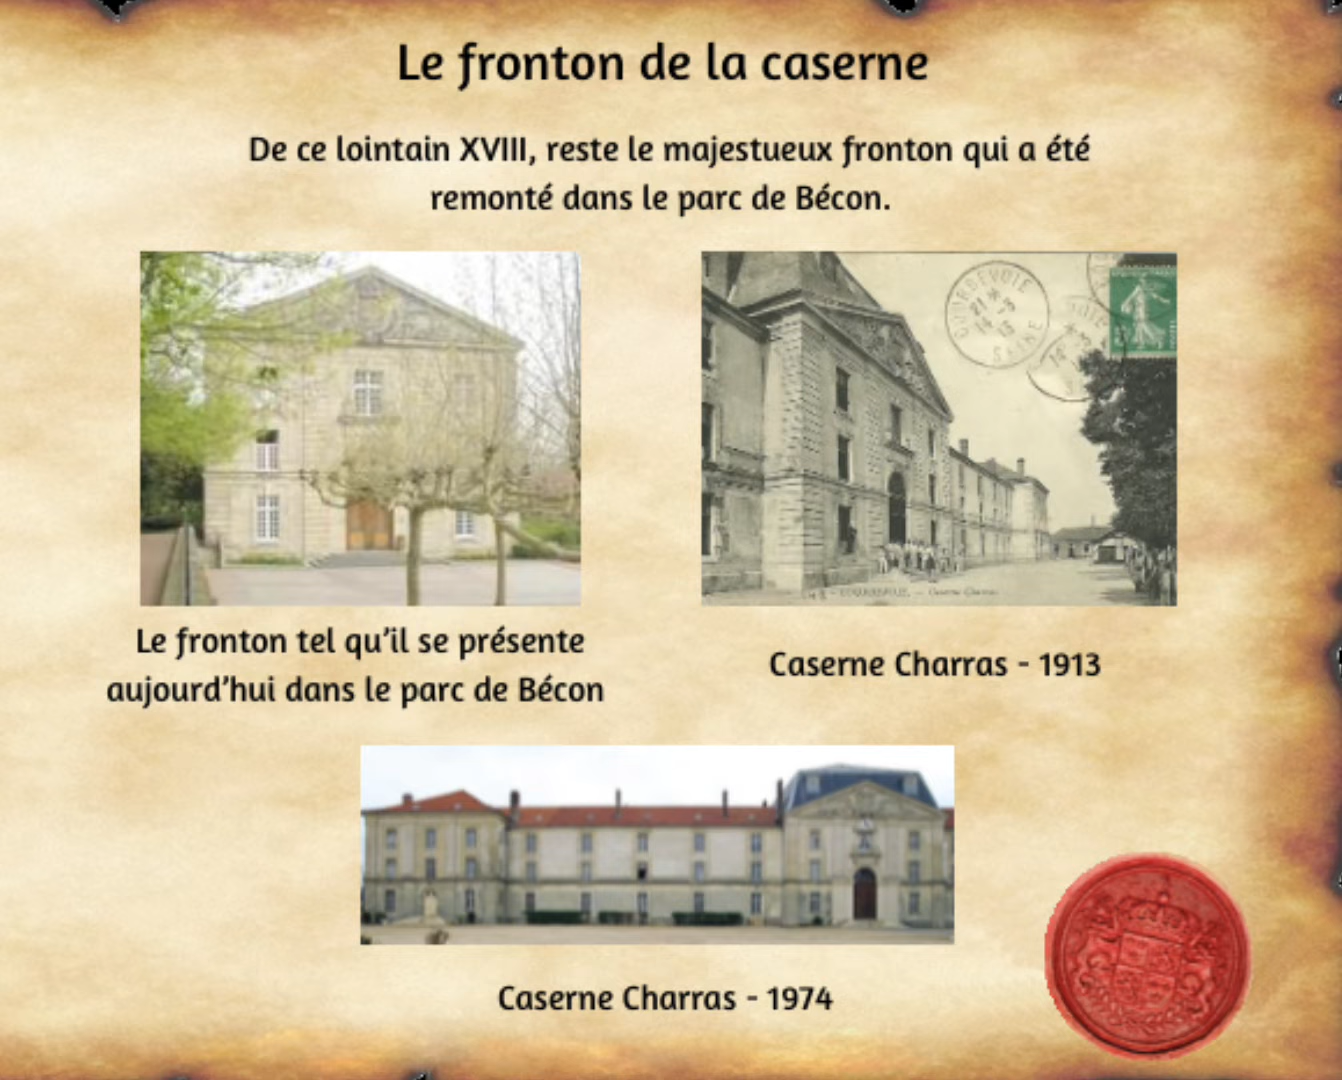 Le fronton de la caserne
De ce lointain XVIII, reste le majestueux fronton qui a été
remonté dans le parc de Bécon.
COURBEVOIE
SEINE
Le fronton tel qu’il se présente
aujourd’hui dans le parc de Bécon
Caserne Charras - 1913
Caserne Charras - 1974